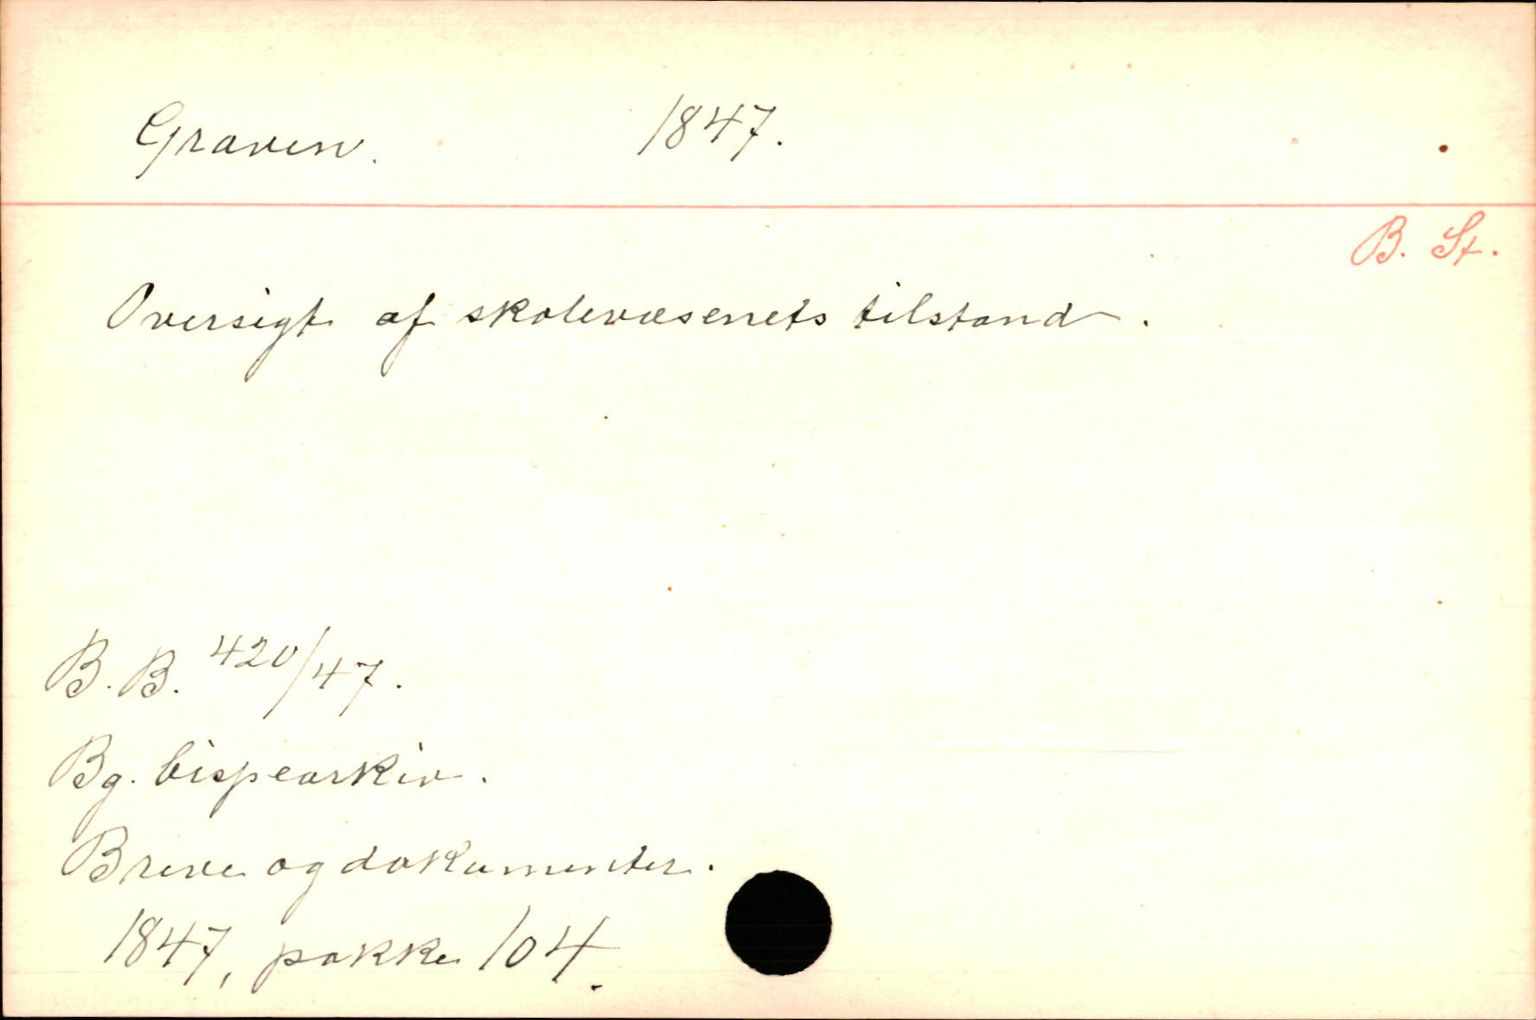 Graven. 1847.
B. St.
Oversigt af skolevæsenets tilstand.
B. B. 420/47.
Bg. bispearkiv.
Breve og dokumenter.
1847, pakke 104.